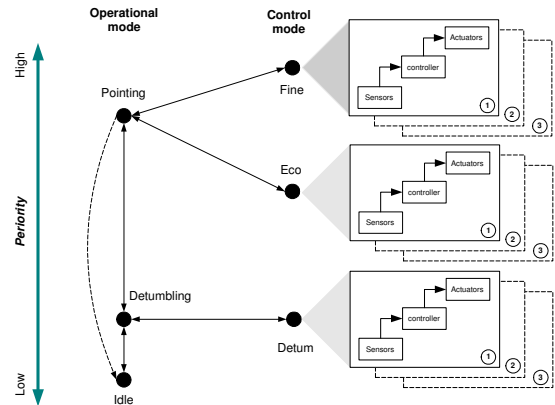 Operational
mode
Control
mode
High
Periority
Low
Pointing
Detumbling
Idle
Fine
Eco
Detum
Actuators
controller
Sensors
1
2
3
Actuators
controller
Sensors
1
2
3
Actuators
controller
Sensors
1
2
3